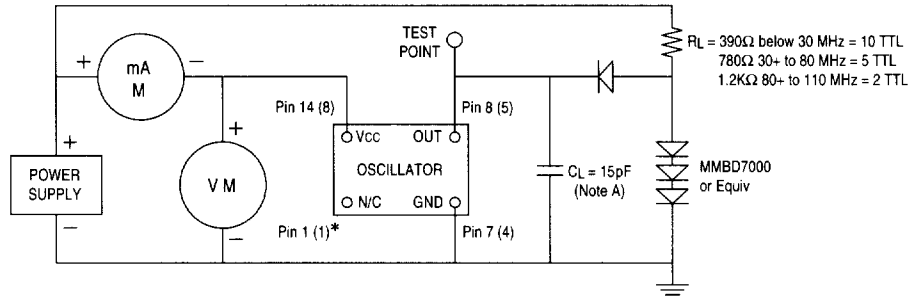 TEST
POINT
RL = 390Ω below 30 MHz = 10 TTL
780Ω 30+ to 80 MHz = 5 TTL
1.2KΩ 80+ to 110 MHz = 2 TTL
+ mA M −
Pin 14 (8)
Pin 8 (5)
+
VCC OUT
OSCILLATOR
N/C GND
+
POWER
SUPPLY
−
V M
−
CL = 15pF
(Note A)
MMBD7000
or Equiv
Pin 1 (1)*
Pin 7 (4)